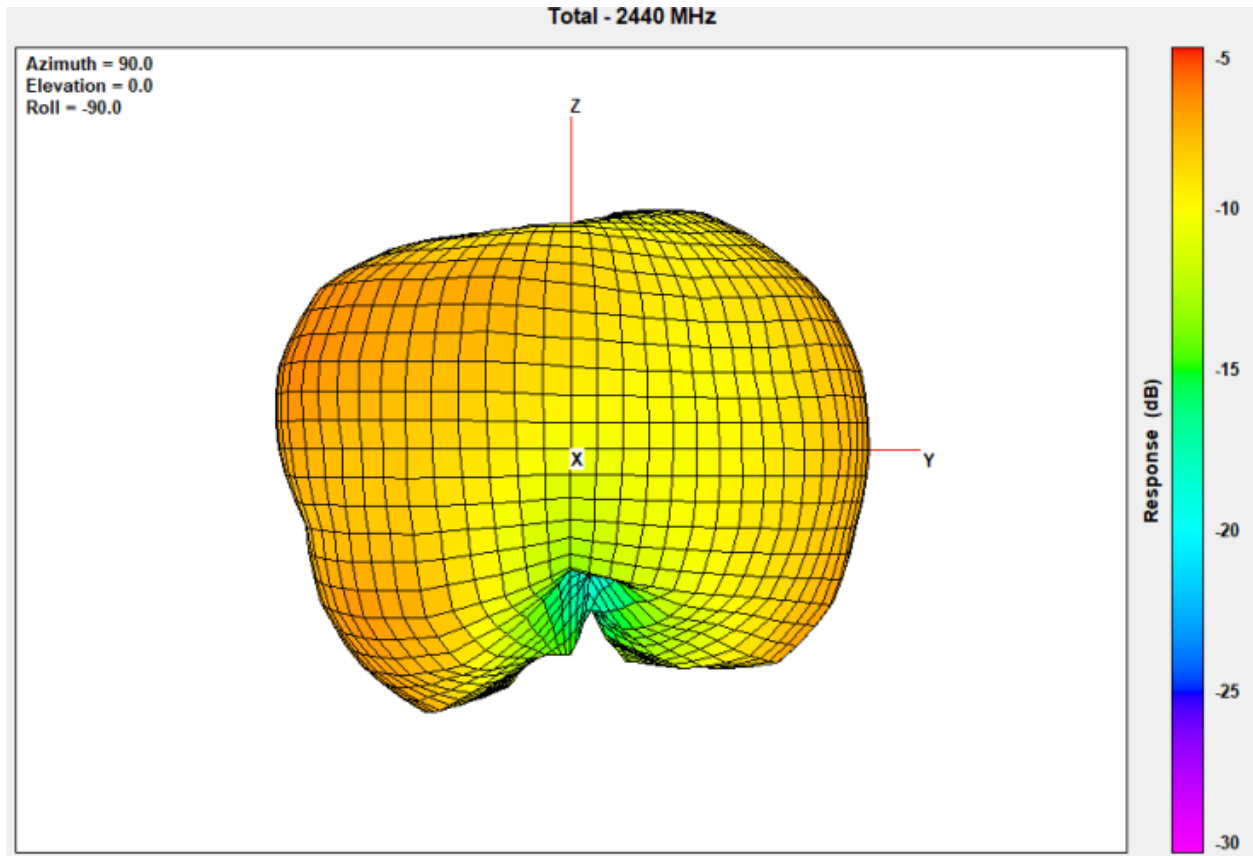 Total - 2440 MHz
Azimuth = 90.0
Elevation = 0.0
Roll = -90.0
Z
X
Y
-5
-10
-15
-20
-25
-30
Response (dB)